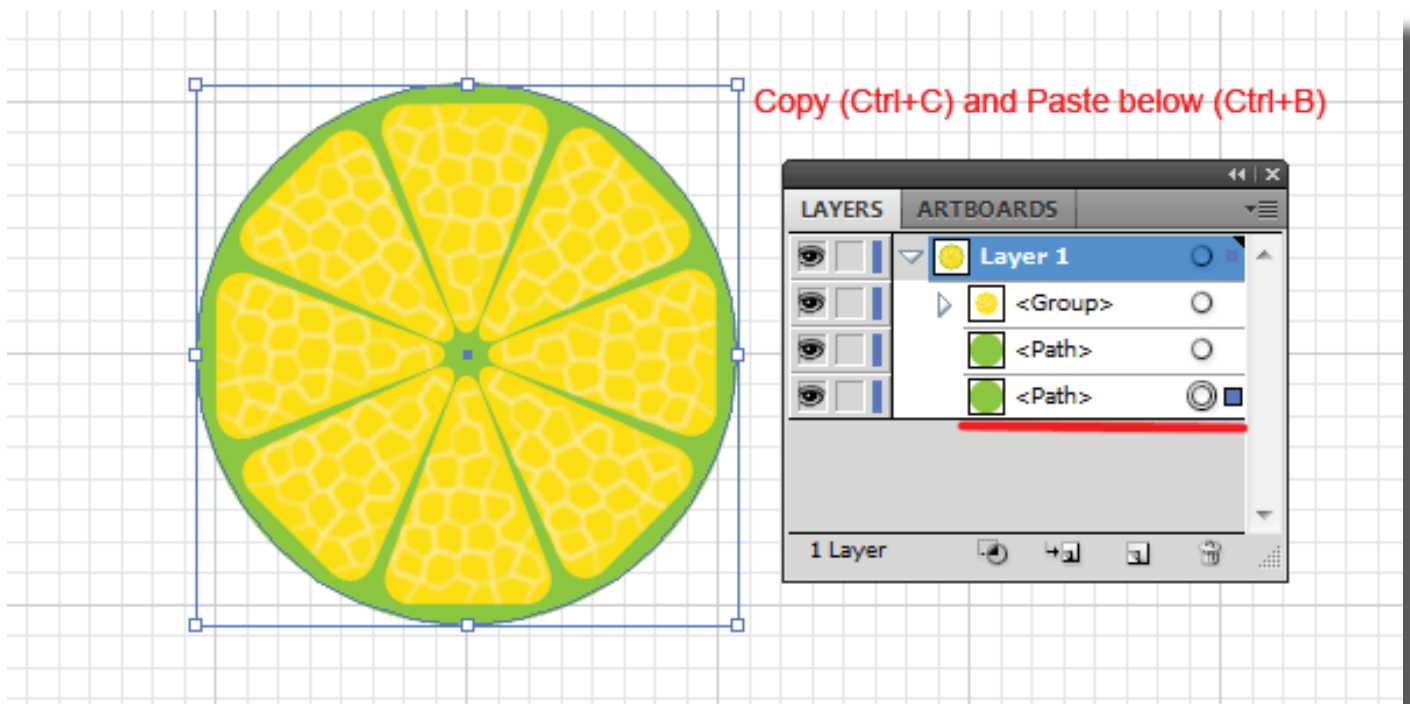 Copy (Ctrl+C) and Paste below (Ctrl+B)
LAYERS ARTBOARDS
Layer 1
<Group>
<Path>
<Path>
1 Layer